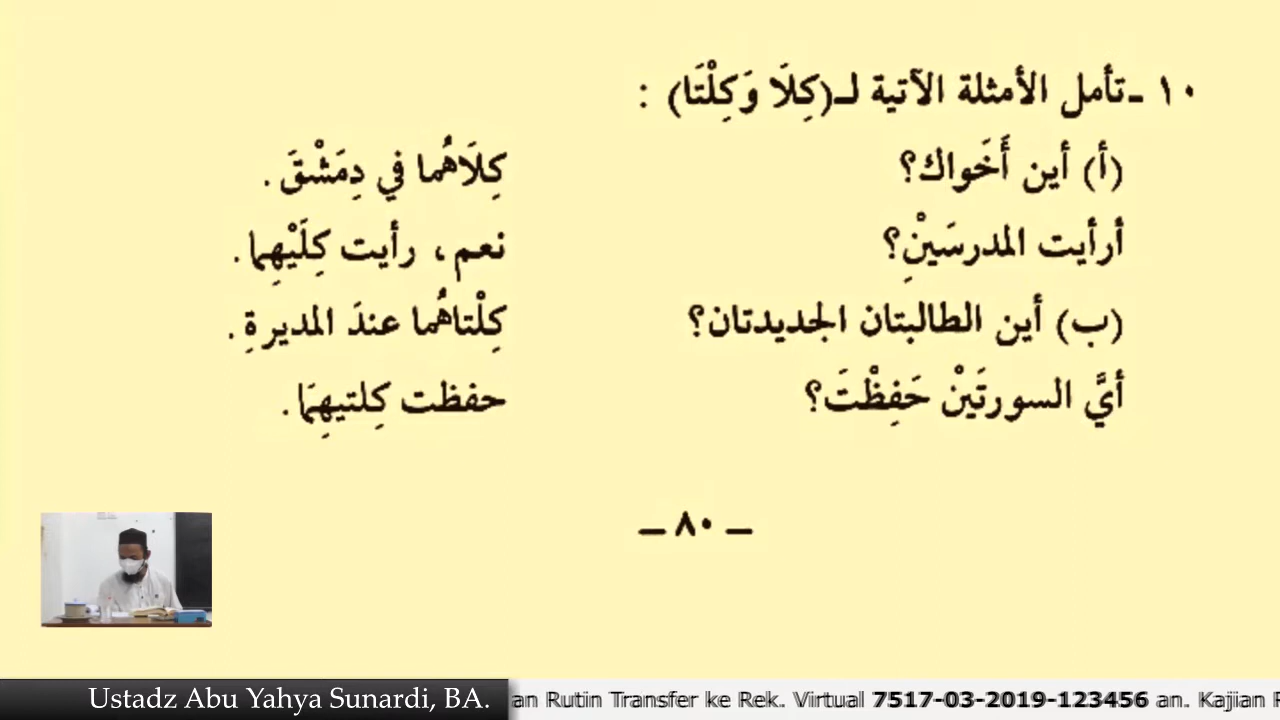 ١٠ ـ تأمل الأمثلة الآتية لـ (كِلَا وَكِلْتَا) :
(أ) أين أَخَواك؟ كِلَاهُما في دِمَشْقَ .
أرأيت المدرسَيْنِ؟ نعم، رأيت كِلَيْهِما .
(ب) أين الطالبتان الجديدتان؟ كِلْتاهُما عندَ المديرةِ .
أيَّ السورتَيْنْ حَفِظْتَ؟ حفظت كِلتيهِمَا .
ـ ٨٠ ـ
Ustadz Abu Yahya Sunardi, BA. an Rutin Transfer ke Rek. Virtual 7517-03-2019-123456 an. Kajian